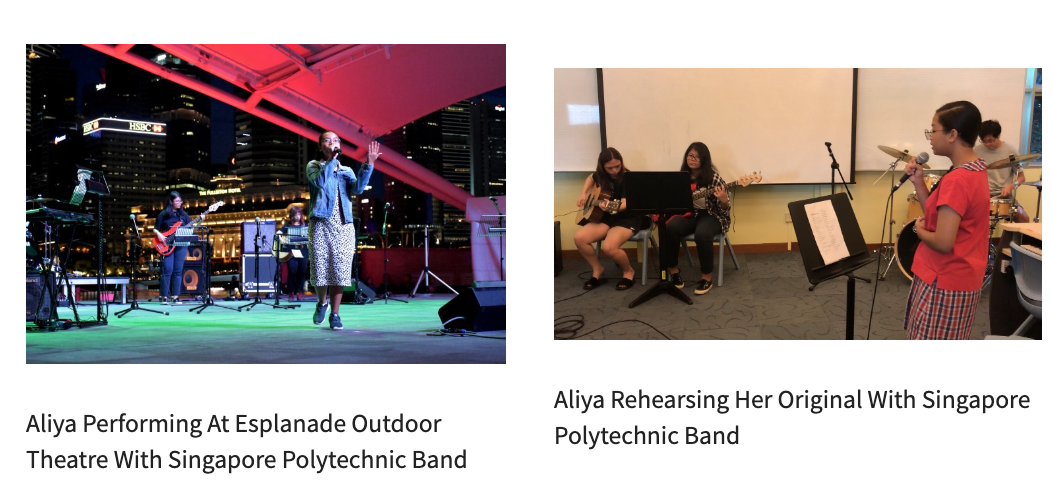 HSBC
Aliya Performing At Esplanade Outdoor
Theatre With Singapore Polytechnic Band
Aliya Rehearsing Her Original With Singapore
Polytechnic Band